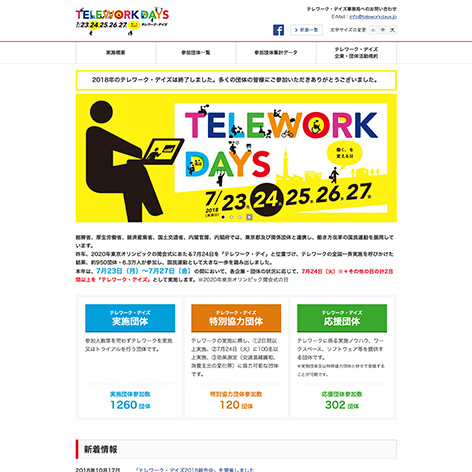 TELEWORK DAYS
7/23,24,25,26,27 テレワーク・デイズ
テレワーク・デイズ事務局へのお問い合わせ
E-Mail : info@teleworkdays.jp
新着一覧
文字サイズの変更 小 中 大
実施概要
参加団体一覧
参加団体集計データ
テレワーク・デイズ
企業・団体活動規約
2018年のテレワーク・デイズは終了しました。多くの団体の皆様にご参加いただきありがとうございました。
TELEWORK
DAYS
働く、を
変える日
7/23,24,25,26,27,
2018
総務省、厚生労働省、経済産業省、国土交通省、内閣官房、内閣府では、東京都及び関係団体と連携し、働き方改革の国民運動を展開して
います。
昨年、2020年東京オリンピックの開会式にあたる7月24日を「テレワーク・デイ」と位置づけ、テレワークの全国一斉実施を呼びかけた
結果、約950団体・6.3万人が参加し、国民運動として大きな一歩を踏み出しました。
本年は、7月23日（月）～7月27日（金）の間において、各企業・団体の状況に応じて、7月24日（火）※＋その他の日の計2日
間以上を「テレワーク・デイズ」として実施します。※2020年東京オリンピック開会式の日
テレワーク・デイズ
実施団体
参加人数等を問わずテレワークを実施
又はトライアルを行う団体です。
実施団体参加数
1260 団体
テレワーク・デイズ
特別協力団体
テレワークの実施に際し、①2日間以
上実施、②7月24日（火）に100名以
上実施、③効果測定（交通混雑緩和、
消費支出の変化等）に協力可能な団体
です。
特別協力団体参加数
120 団体
テレワーク・デイズ
応援団体
テレワークに係る実施ノウハウ、ワー
クスペース、ソフトウェア等を提供す
る団体です。
※実施団体又は特別協力団体と併せて登録する
ことが可能です。
応援団体参加数
302 団体
新着情報
2018年10月17日 「テレワーク・デイズ2018報告会」を開催しました